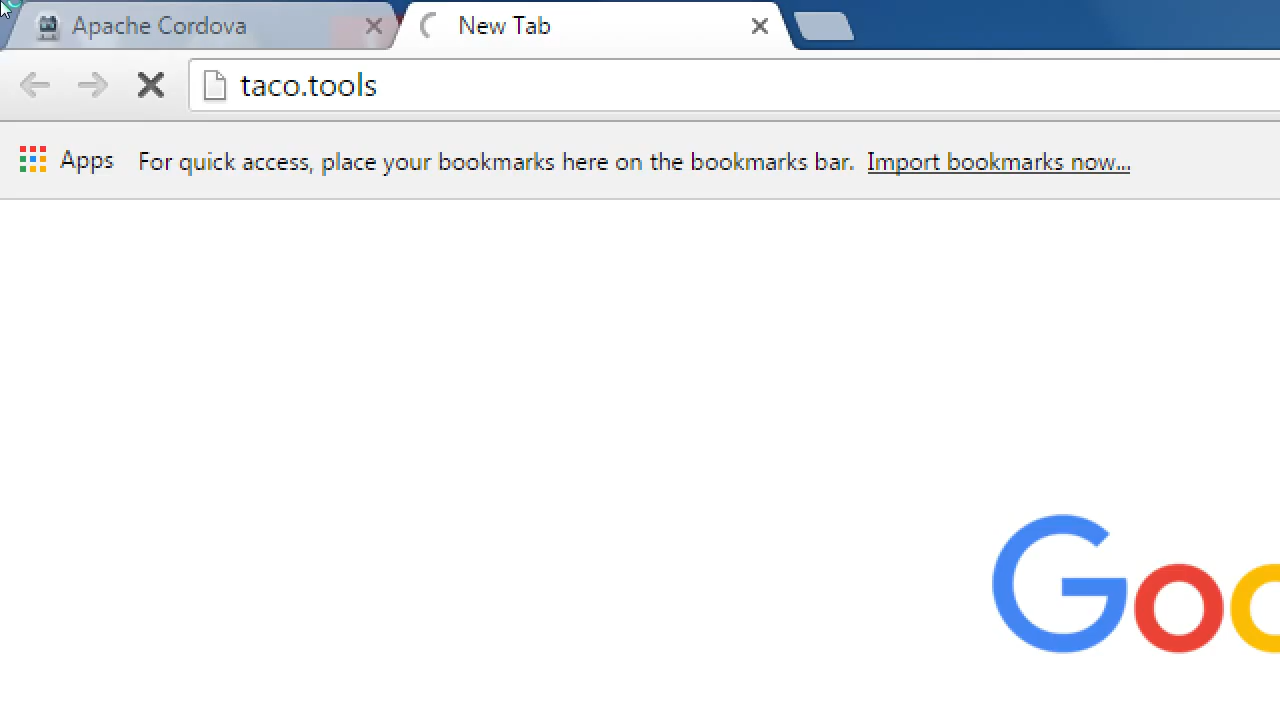 Apache Cordova
New Tab
taco.tools
Apps For quick access, place your bookmarks here on the bookmarks bar. Import bookmarks now...
Goo